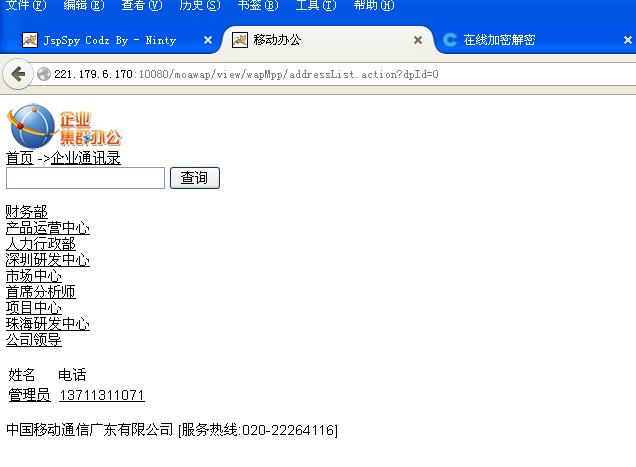 文件(F) 编辑(E) 查看(V) 历史(S) 书签(B) 工具(T) 帮助(H)
JspSpy Codz By - Ninty × 移动办公 × 在线加密解密 ×
221.179.6.170:10080/moawap/view/wapMpp/addressList.action?dpId=0
企业
集群办公
首页 ->企业通讯录
查询
财务部
产品运营中心
人力行政部
深圳研发中心
市场中心
首席分析师
项目中心
珠海研发中心
公司领导
姓名 电话
管理员 13711311071
中国移动通信广东有限公司 [服务热线:020-22264116]